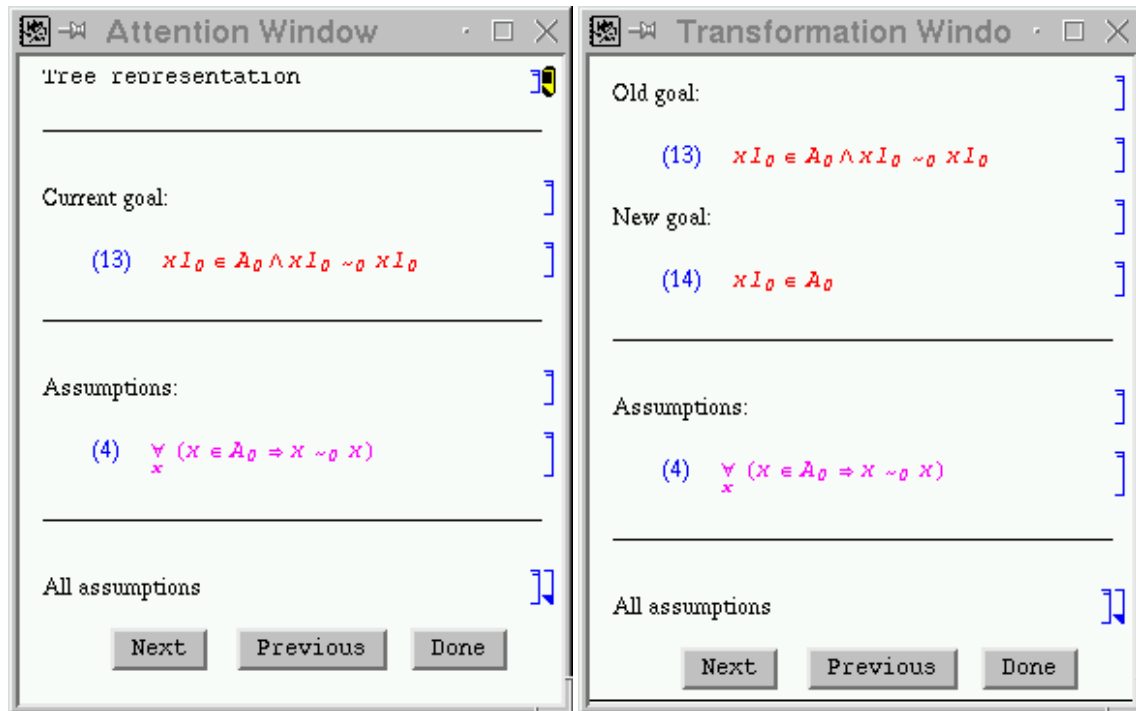 Attention Window
Tree representation
Current goal:
(13) xI₀ ∈ A₀ ∧ xI₀ ~₀ xI₀
Assumptions:
(4) ∀ (x ∈ A₀ ⇒ x ~₀ x)
x
All assumptions
Next Previous Done
Transformation Windo
Old goal:
(13) xI₀ ∈ A₀ ∧ xI₀ ~₀ xI₀
New goal:
(14) xI₀ ∈ A₀
Assumptions:
(4) ∀ (x ∈ A₀ ⇒ x ~₀ x)
x
All assumptions
Next Previous Done